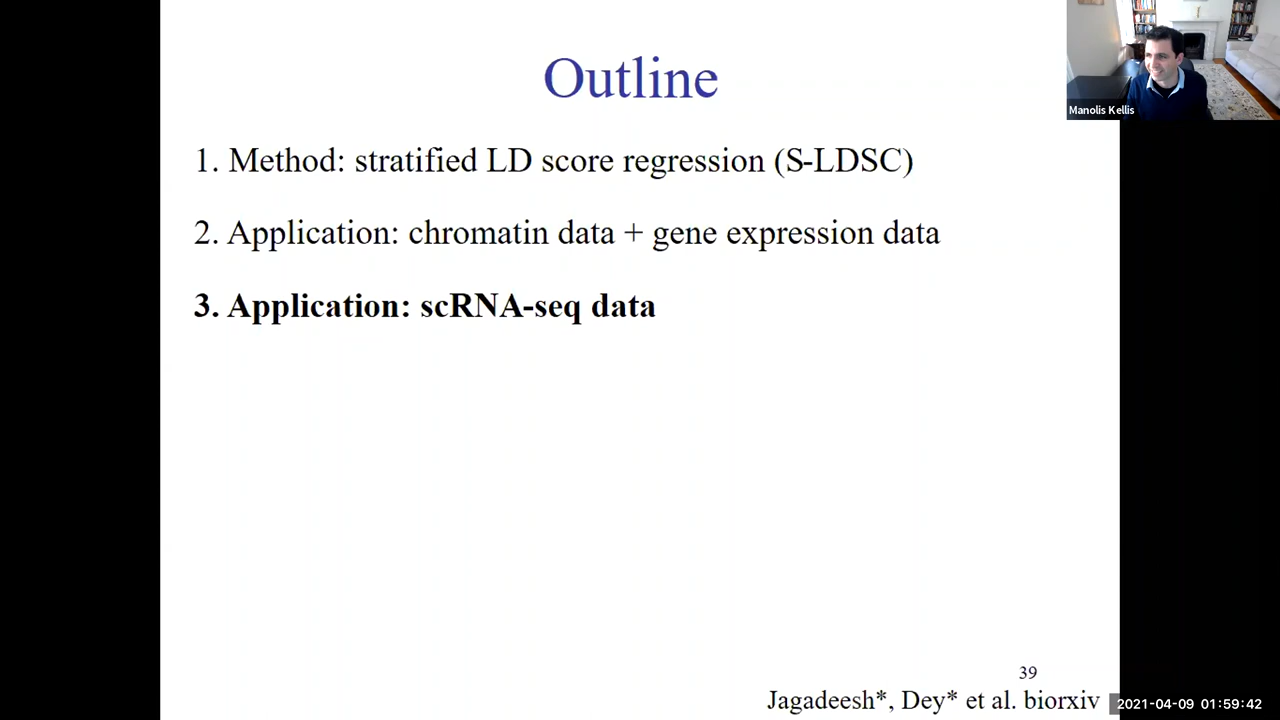 Outline
Manolis Kellis
1. Method: stratified LD score regression (S-LDSC)
2. Application: chromatin data + gene expression data
3. Application: scRNA-seq data
39
Jagadeesh*, Dey* et al. biorxiv
2021-04-09 01:59:42